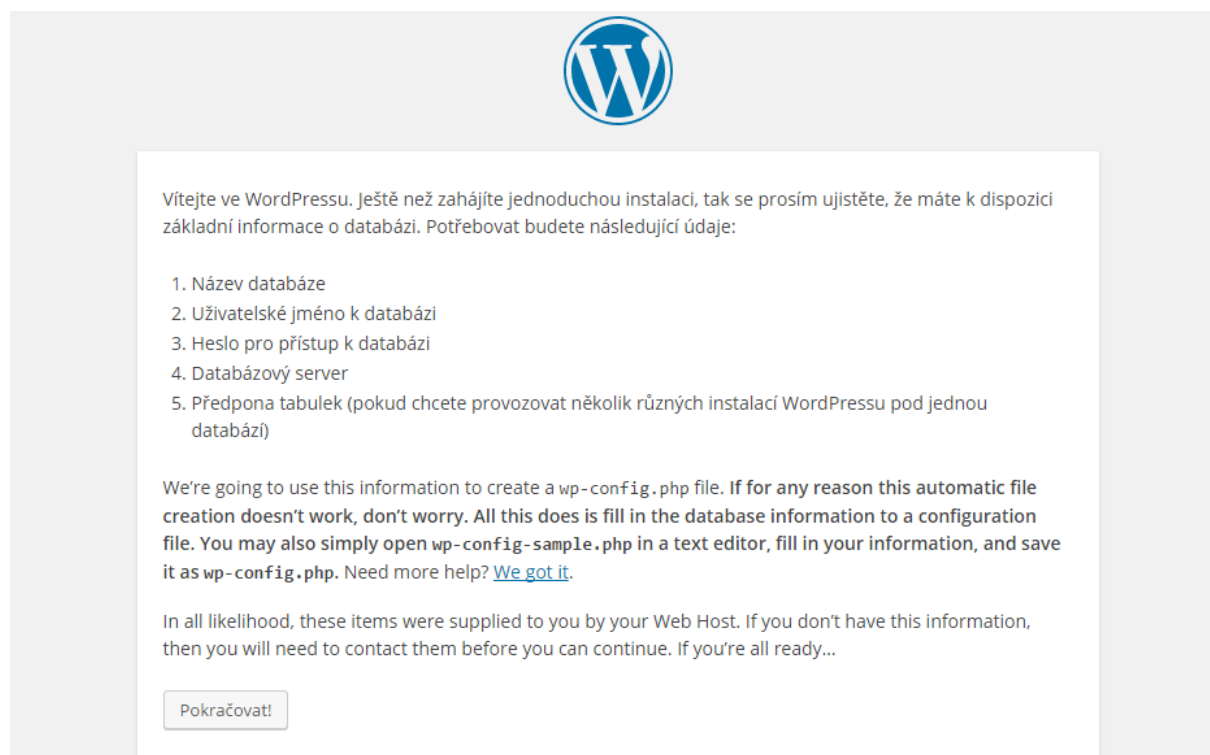 Vítejte ve WordPressu. Ještě než zahájíte jednoduchou instalaci, tak se prosím ujistěte, že máte k dispozici
základní informace o databázi. Potřebovat budete následující údaje:
1. Název databáze
2. Uživatelské jméno k databázi
3. Heslo pro přístup k databázi
4. Databázový server
5. Předpona tabulek (pokud chcete provozovat několik různých instalací WordPressu pod jednou
databází)
We’re going to use this information to create a wp-config.php file. If for any reason this automatic file
creation doesn’t work, don’t worry. All this does is fill in the database information to a configuration
file. You may also simply open wp-config-sample.php in a text editor, fill in your information, and save
it as wp-config.php. Need more help? We got it.
In all likelihood, these items were supplied to you by your Web Host. If you don’t have this information,
then you will need to contact them before you can continue. If you’re all ready…
Pokračovat!